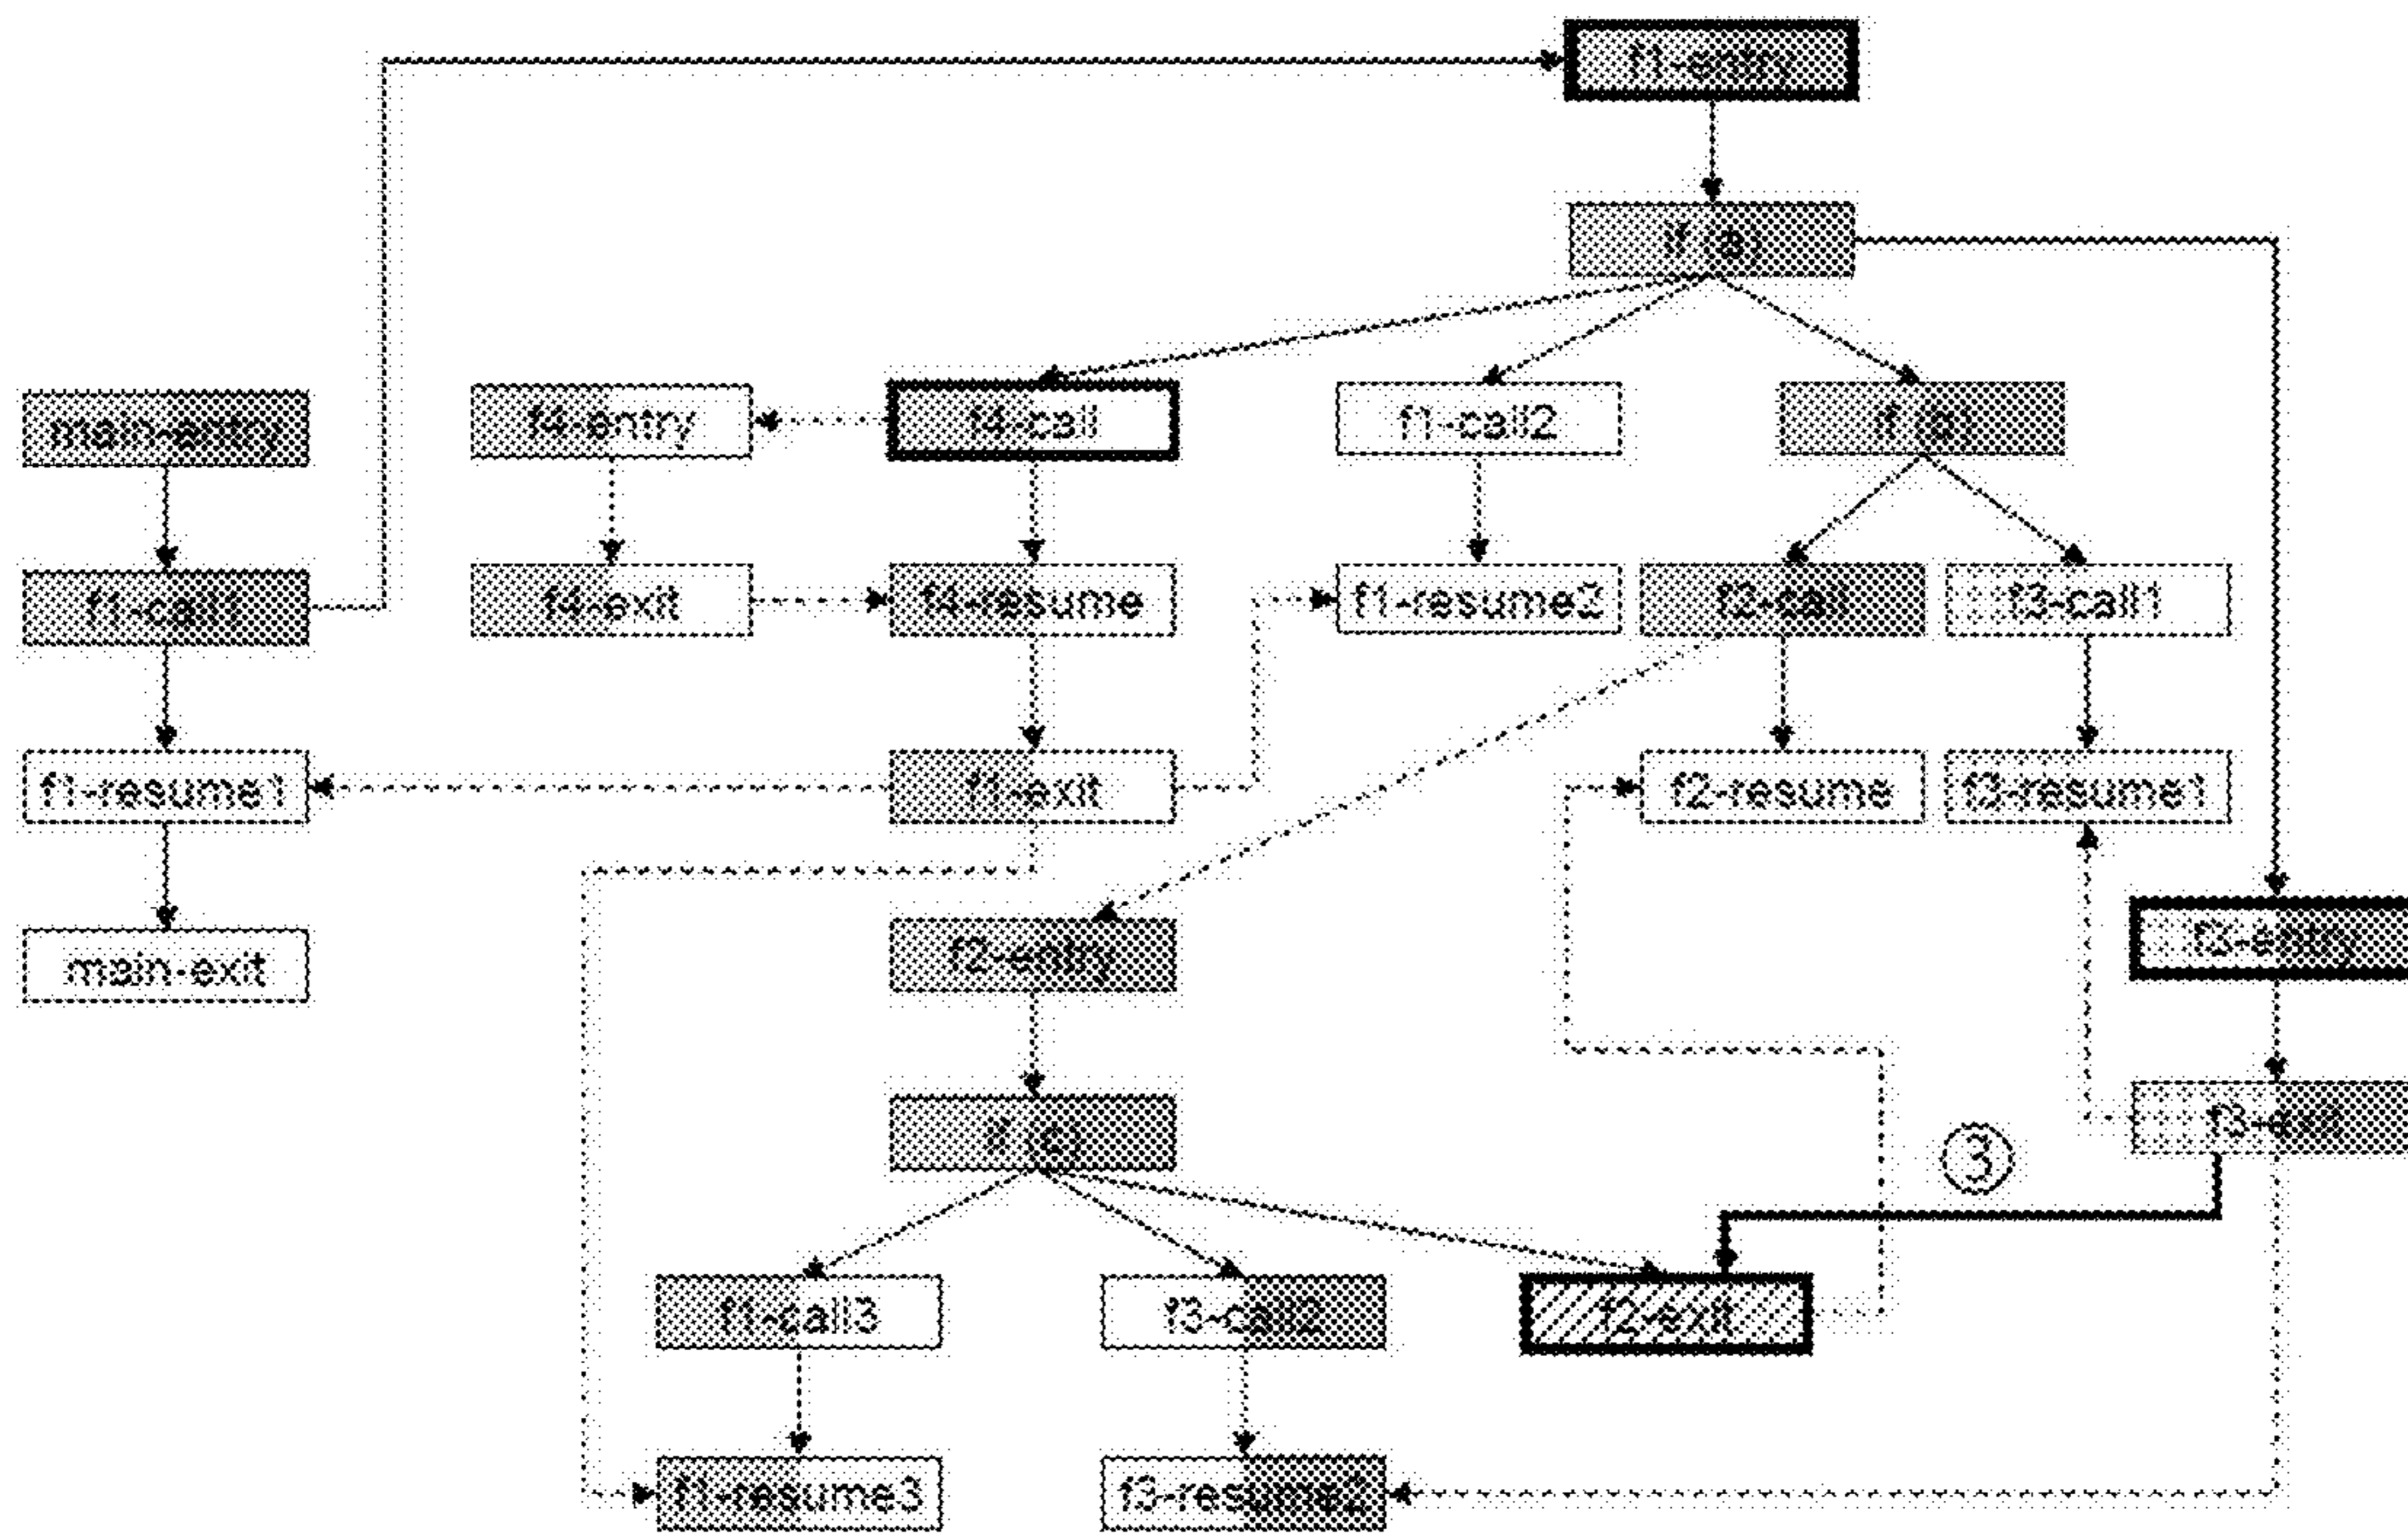 f1-entry
if (a)
main-entry
f4-entry
f4-call
f1-call2
f1-call1
f4-exit
f4-resume
f1-resume2
f2-call
f3-call1
f1-resume1
f1-exit
f2-resume
f3-resume1
f2-entry
f3-entry
main-exit
if (c)
f3-exit
③
f1-call3
f3-call2
f2-exit
f1-resume3
f3-resume2